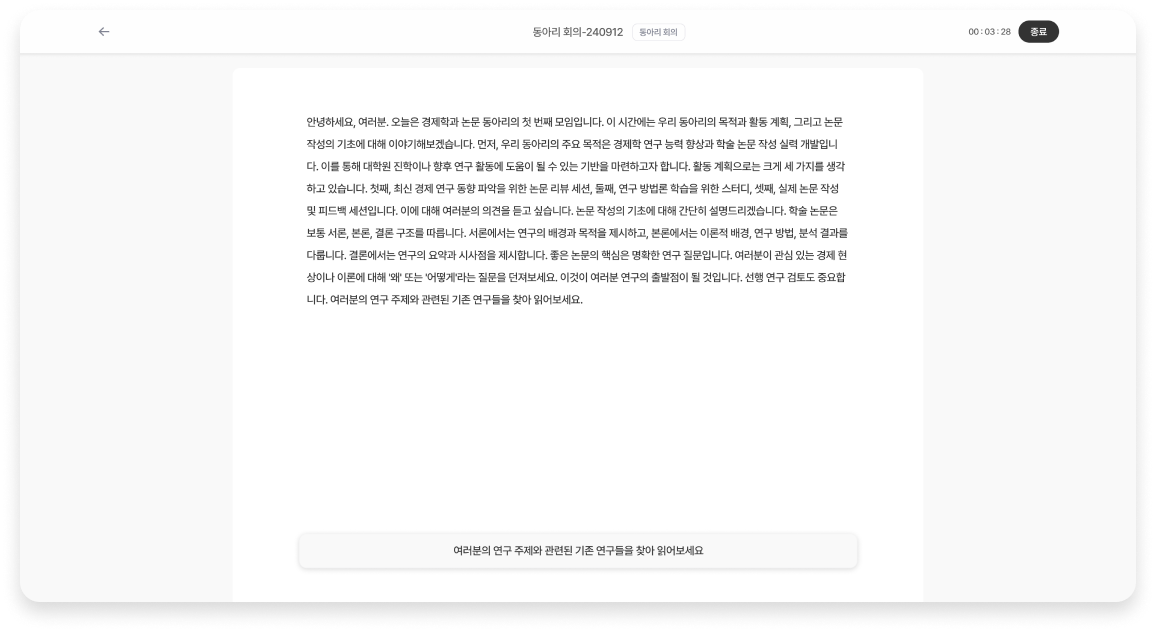 동아리 회의-240912
동아리 회의
00 : 03 : 28
종료
안녕하세요, 여러분. 오늘은 경제학과 논문 동아리의 첫 번째 모임입니다. 이 시간에는 우리 동아리의 목적과 활동 계획, 그리고 논문
작성의 기초에 대해 이야기해보겠습니다. 먼저, 우리 동아리의 주요 목적은 경제학 연구 능력 향상과 학술 논문 작성 실력 개발입니
다. 이를 통해 대학원 진학이나 향후 연구 활동에 도움이 될 수 있는 기반을 마련하고자 합니다. 활동 계획으로는 크게 세 가지를 생각
하고 있습니다. 첫째, 최신 경제 연구 동향 파악을 위한 논문 리뷰 세션, 둘째, 연구 방법론 학습을 위한 스터디, 셋째, 실제 논문 작성
및 피드백 세션입니다. 이에 대해 여러분의 의견을 듣고 싶습니다. 논문 작성의 기초에 대해 간단히 설명드리겠습니다. 학술 논문은
보통 서론, 본론, 결론 구조를 따릅니다. 서론에서는 연구의 배경과 목적을 제시하고, 본론에서는 이론적 배경, 연구 방법, 분석 결과를
다룹니다. 결론에서는 연구의 요약과 시사점을 제시합니다. 좋은 논문의 핵심은 명확한 연구 질문입니다. 여러분이 관심 있는 경제 현
상이나 이론에 대해 '왜' 또는 '어떻게'라는 질문을 던져보세요. 이것이 여러분 연구의 출발점이 될 것입니다. 선행 연구 검토도 중요합
니다. 여러분의 연구 주제와 관련된 기존 연구들을 찾아 읽어보세요.
여러분의 연구 주제와 관련된 기존 연구들을 찾아 읽어보세요